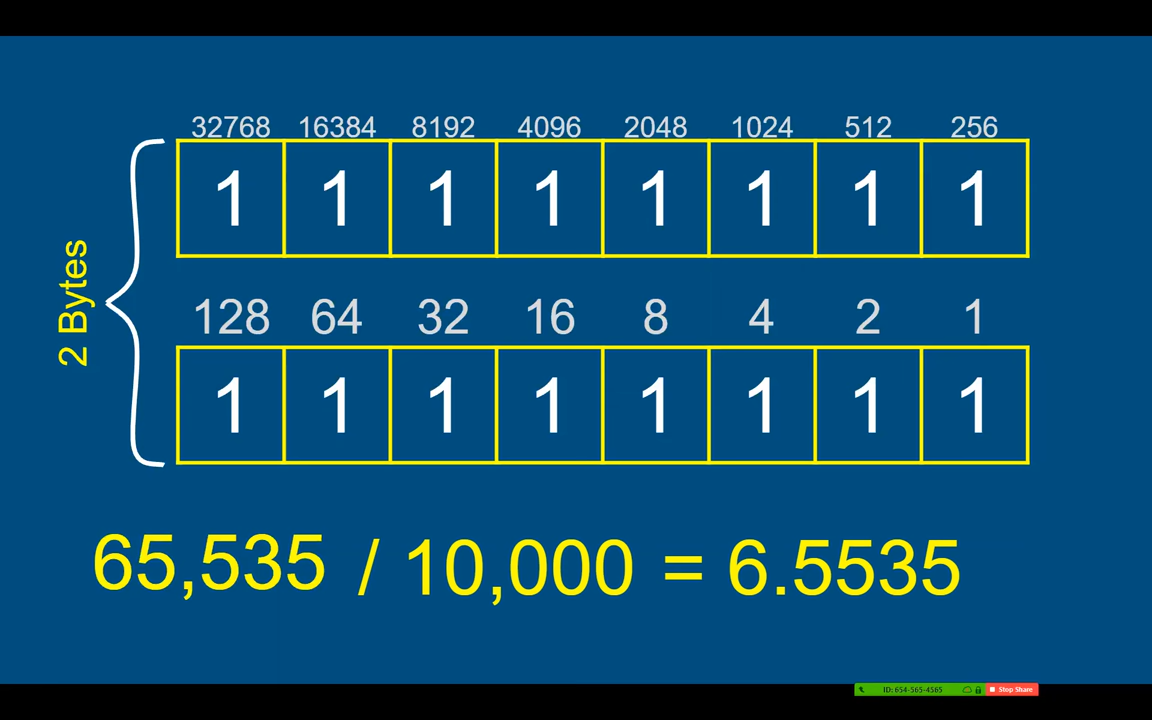 32768 16384 8192 4096 2048 1024 512 256
1 1 1 1 1 1 1 1
2 Bytes
128 64 32 16 8 4 2 1
1 1 1 1 1 1 1 1
65,535 / 10,000 = 6.5535
ID: 654-565-4565 Stop Share